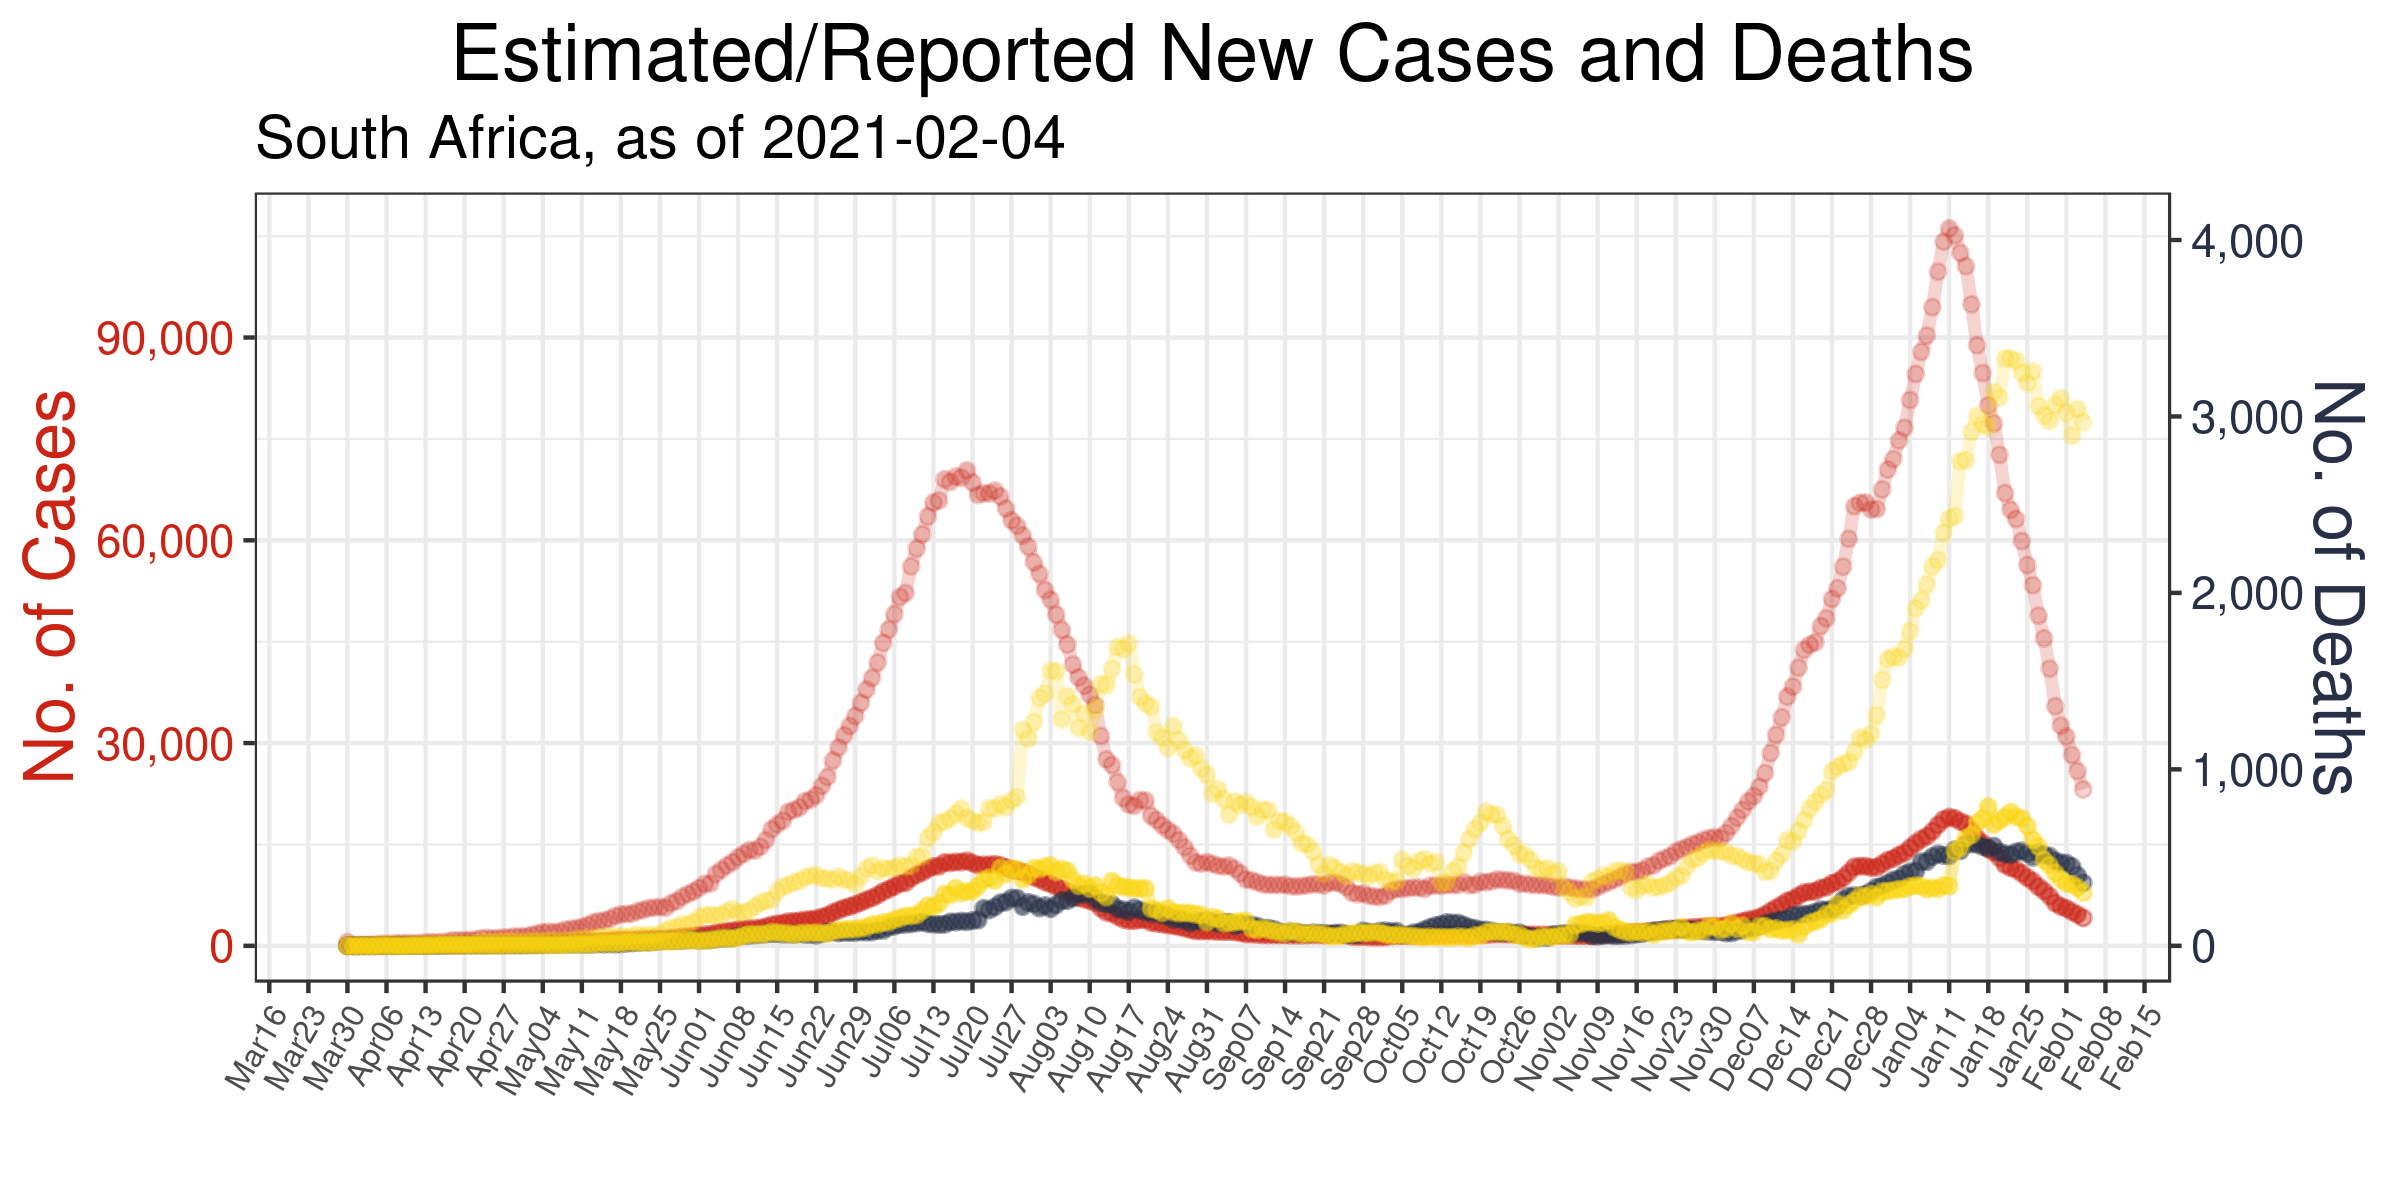 Estimated/Reported New Cases and Deaths
South Africa, as of 2021-02-04
No. of Cases
90,000
60,000
30,000
0
4,000
3,000
2,000
1,000
0
No. of Deaths
Mar16
Mar23
Mar30
Apr06
Apr13
Apr20
Apr27
May04
May11
May18
May25
Jun01
Jun08
Jun15
Jun22
Jun29
Jul06
Jul13
Jul20
Jul27
Aug03
Aug10
Aug17
Aug24
Aug31
Sep07
Sep14
Sep21
Sep28
Oct05
Oct12
Oct19
Oct26
Nov02
Nov09
Nov16
Nov23
Nov30
Dec07
Dec14
Dec21
Dec28
Jan04
Jan11
Jan18
Jan25
Feb01
Feb08
Feb15